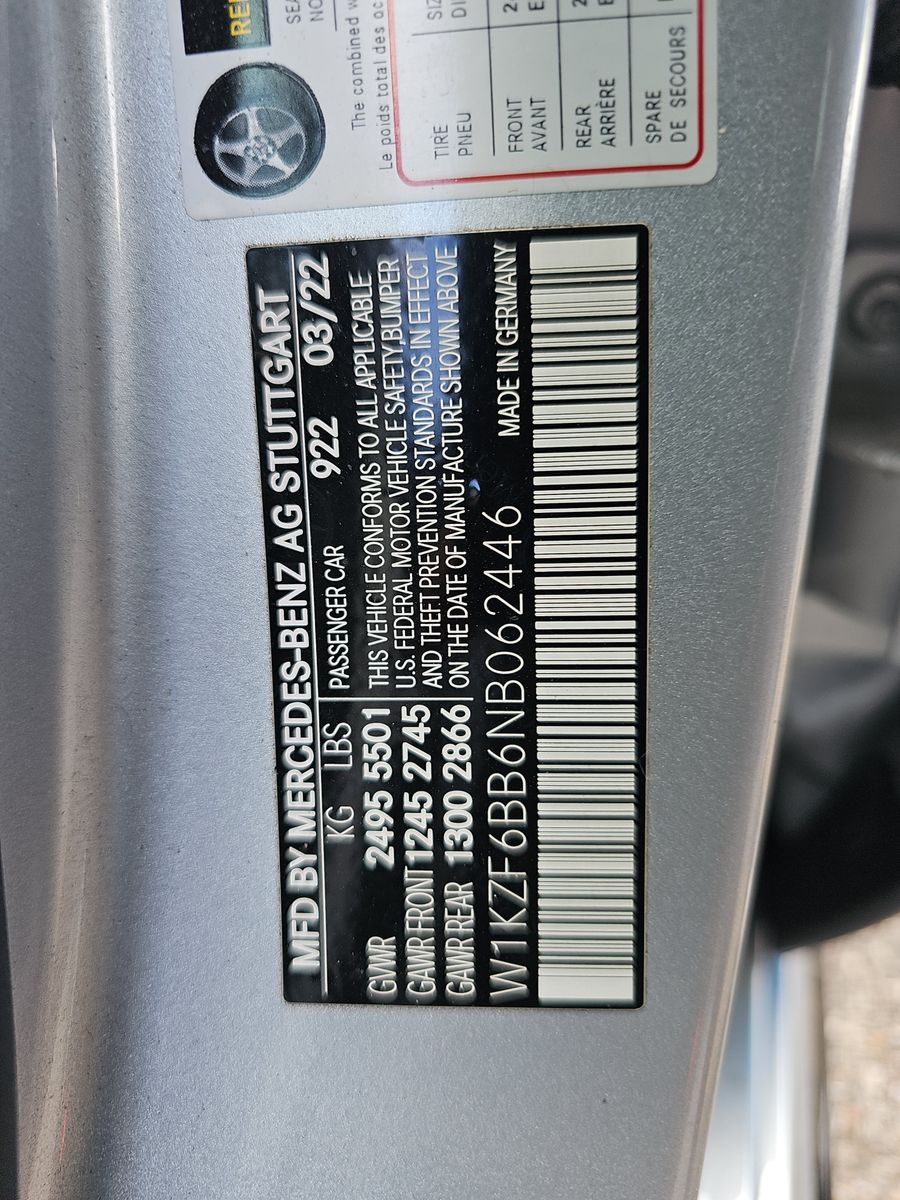 MFD BY MERCEDES-BENZ AG STUTTGART
KG LBS PASSENGER CAR 922 03/22
GVWR 2495 5501
GAWR FRONT 1245 2745
GAWR REAR 1300 2866
THIS VEHICLE CONFORMS TO ALL APPLICABLE
U.S. FEDERAL MOTOR VEHICLE SAFETY,BUMPER
AND THEFT PREVENTION STANDARDS IN EFFECT
ON THE DATE OF MANUFACTURE SHOWN ABOVE
W1KZF6BB6NB062446 MADE IN GERMANY
The combined
Le poids total des
TIRE
PNEU
FRONT
AVANT
REAR
ARRIÈRE
SPARE
DE SECOURS